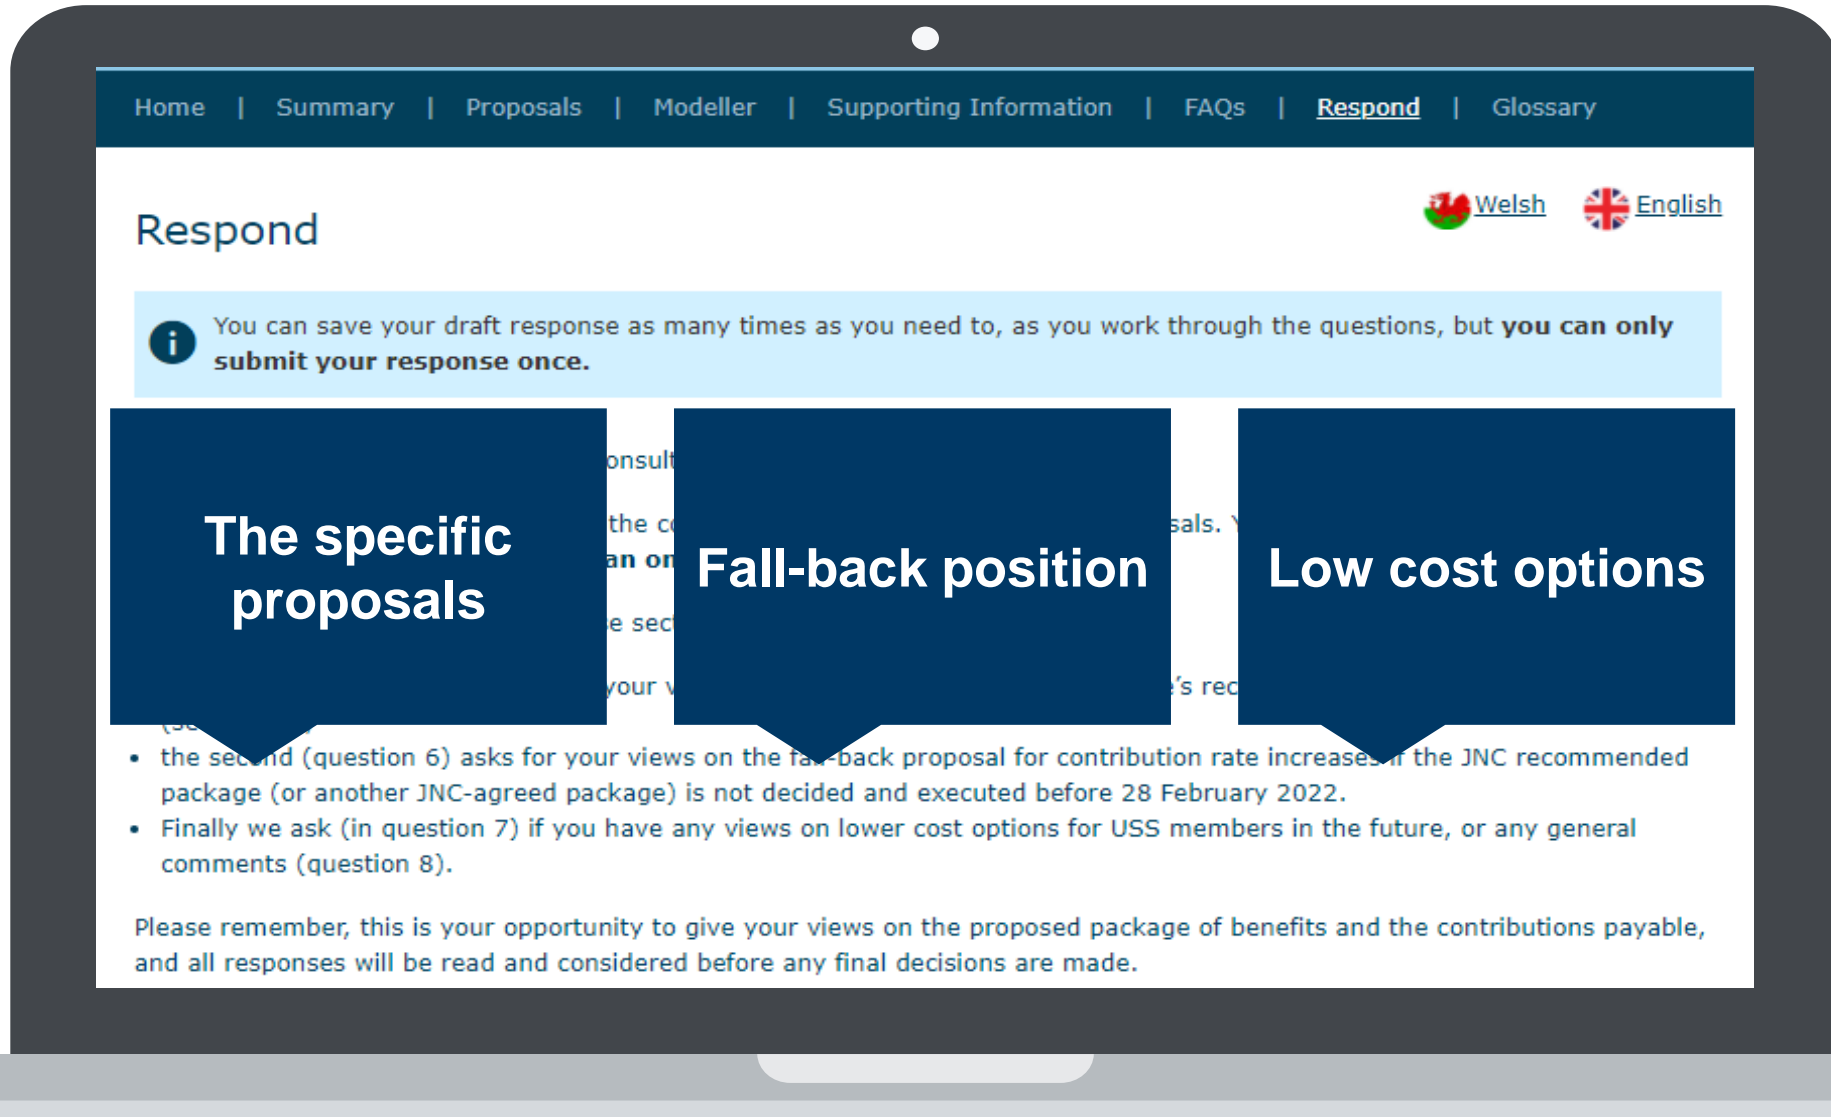 Home | Summary | Proposals | Modeller | Supporting Information | FAQs | Respond | Glossary
Welsh English
Respond
You can save your draft response as many times as you need to, as you work through the questions, but you can only
submit your response once.
The specific
proposals
Fall-back position
Low cost options
the co
sals.
an on
your
's rec
• the second (question 6) asks for your views on the fall-back proposal for contribution rate increases if the JNC recommended
package (or another JNC-agreed package) is not decided and executed before 28 February 2022.
• Finally we ask (in question 7) if you have any views on lower cost options for USS members in the future, or any general
comments (question 8).
Please remember, this is your opportunity to give your views on the proposed package of benefits and the contributions payable,
and all responses will be read and considered before any final decisions are made.